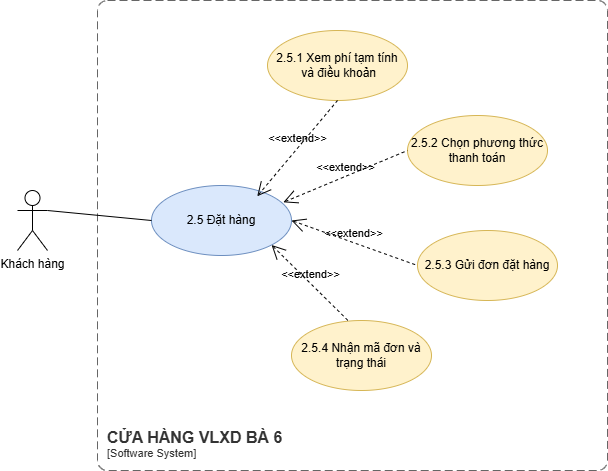 2.5.1 Xem phí tạm tính
và điều khoản
<<extend>>
2.5.2 Chọn phương thức
thanh toán
<<extend>>
2.5 Đặt hàng
<<extend>>
Khách hàng
2.5.3 Gửi đơn đặt hàng
<<extend>>
2.5.4 Nhận mã đơn và
trạng thái
CỬA HÀNG VLXD BÀ 6
[Software System]